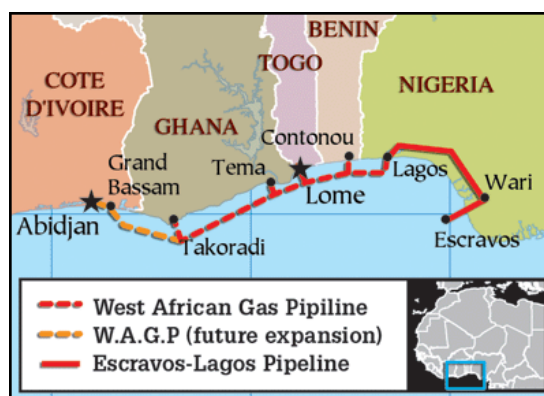 BENIN
TOGO
COTE
D'IVOIRE
NIGERIA
GHANA
Contonou
Grand
Bassam
Tema
Lagos
Wari
Lome
Abidjan
Takoradi
Escravos
West African Gas Pipiline
W.A.G.P (future expansion)
Escravos-Lagos Pipeline